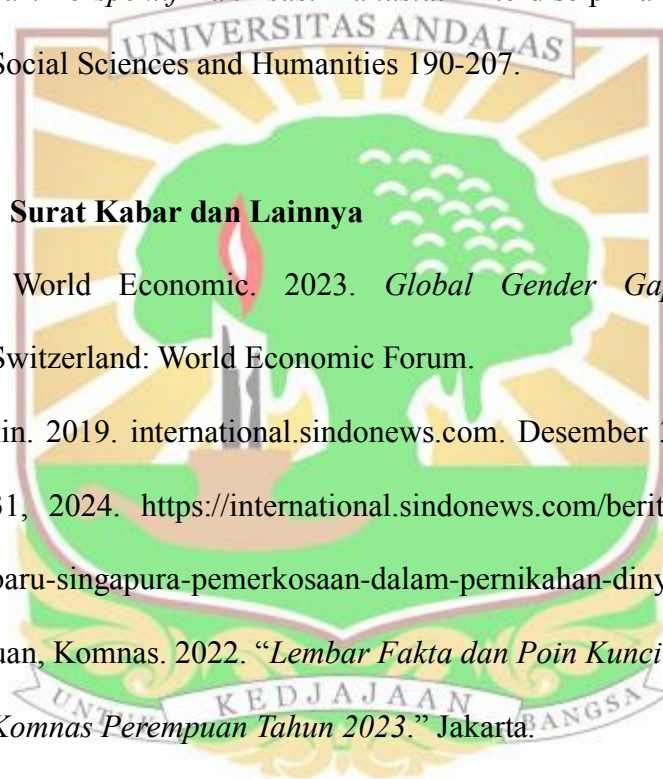 UNIVERSITAS ANDALAS
Social Sciences and Humanities 190-207.
Surat Kabar dan Lainnya
World Economic. 2023. Global Gender
Switzerland: World Economic Forum.
in. 2019. international.sindonews.com. Desember
2024. https://international.sindonews.com/berit
baru-singapura-pemerkosaan-dalam-pernikahan-diny
uan, Komnas. 2022. “Lembar Fakta dan Poin Kunci
Komnas Perempuan Tahun 2023.” Jakarta.
UNTUK KEDJAJAAN BANGSA